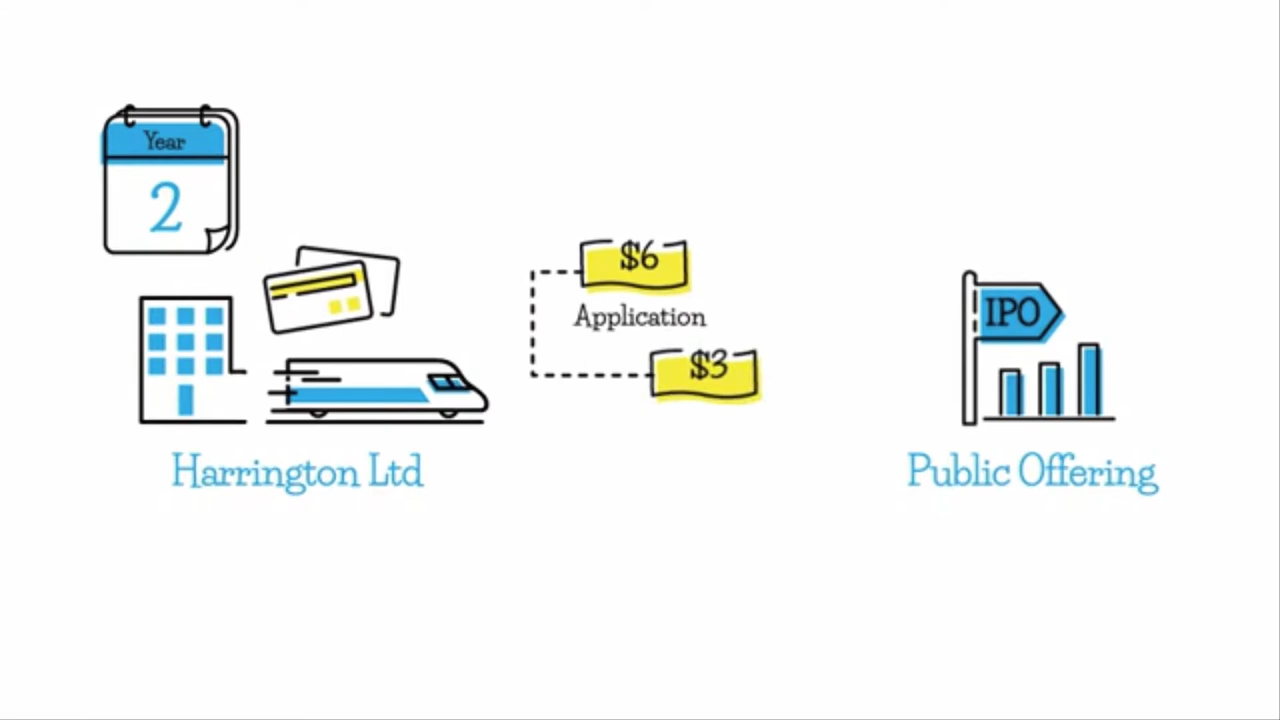 Year
2
$6
Application
$3
IPO
Harrington Ltd
Public Offering